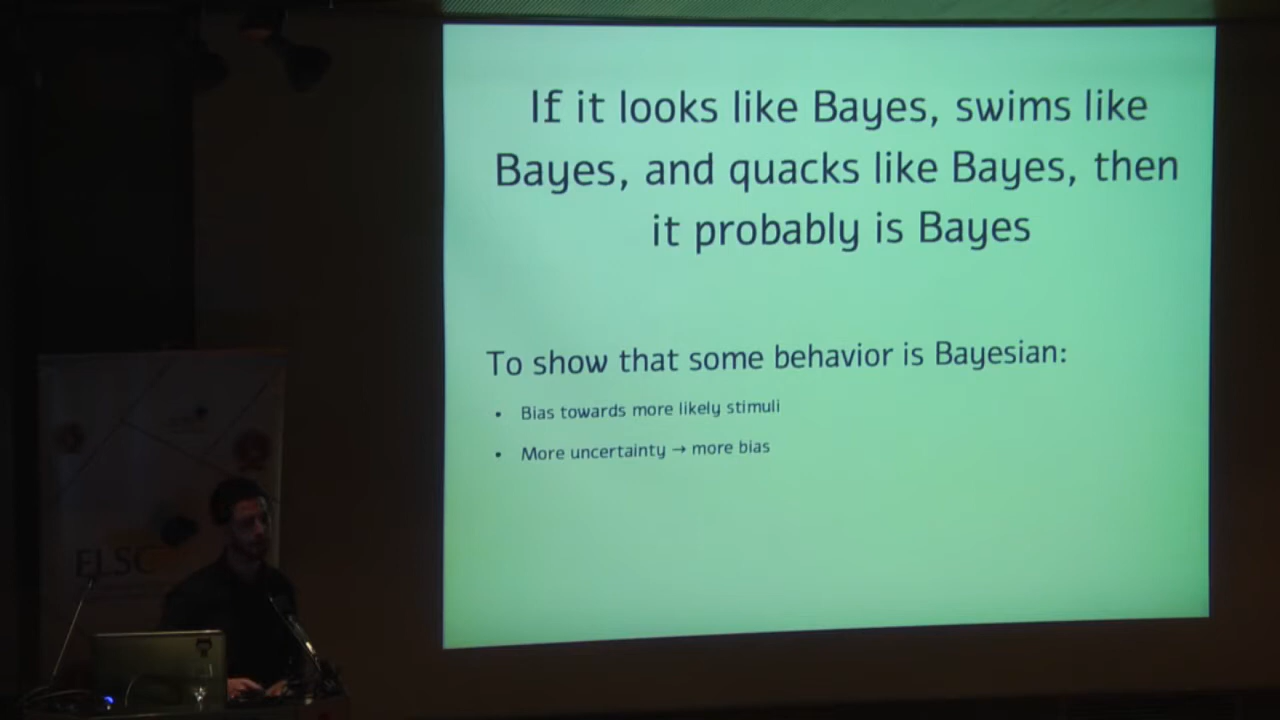 If it looks like Bayes, swims like
Bayes, and quacks like Bayes, then
it probably is Bayes
To show that some behavior is Bayesian:
• Bias towards more likely stimuli
• More uncertainty → more bias
ELSC